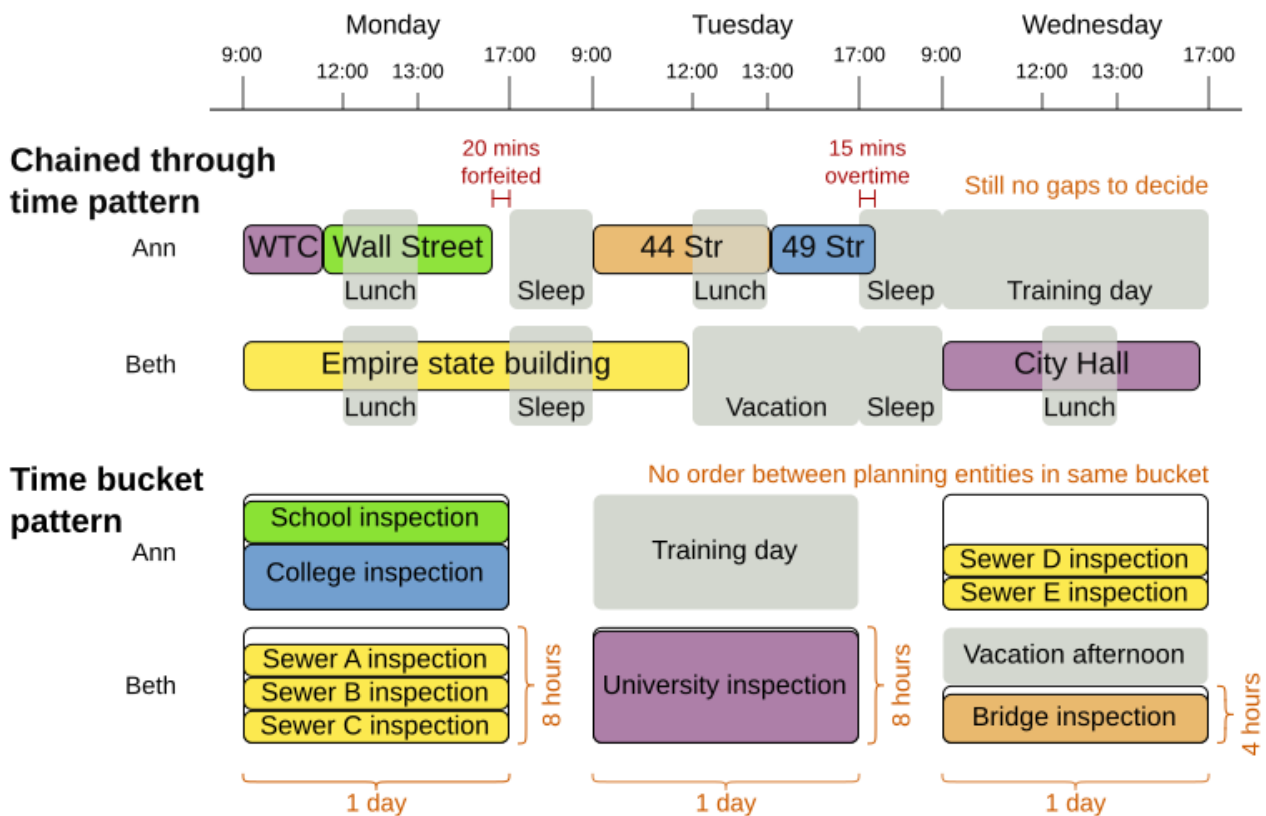 Monday
Tuesday
Wednesday
9:00
17:00
9:00
17:00
9:00
17:00
12:00
13:00
12:00
13:00
12:00
13:00
Chained through
time pattern
20 mins
forfeited
15 mins
overtime
Still no gaps to decide
Ann
WTC
Wall Street
44 Str
49 Str
Lunch
Sleep
Lunch
Sleep
Training day
Beth
Empire state building
City Hall
Lunch
Sleep
Vacation
Sleep
Lunch
Time bucket
pattern
No order between planning entities in same bucket
Ann
School inspection
College inspection
Training day
Sewer D inspection
Sewer E inspection
Beth
Sewer A inspection
Sewer B inspection
Sewer C inspection
8 hours
University inspection
8 hours
Vacation afternoon
Bridge inspection
4 hours
1 day
1 day
1 day